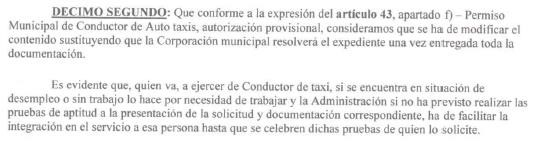 DECIMO SEGUNDO: Que conforme a la expresión del artículo 43, apartado f) – Permiso
Municipal de Conductor de Auto taxis, autorización provisional, consideramos que se ha de modificar el
contenido sustituyendo que la Corporación municipal resolverá el expediente una vez entregada toda la
documentación.
Es evidente que, quien va, a ejercer de Conductor de taxi, si se encuentra en situación de
desempleo o sin trabajo lo hace por necesidad de trabajar y la Administración si no ha previsto realizar las
pruebas de aptitud a la presentación de la solicitud y documentación correspondiente, ha de facilitar la
integración en el servicio a esa persona hasta que se celebren dichas pruebas de quien lo solicite.